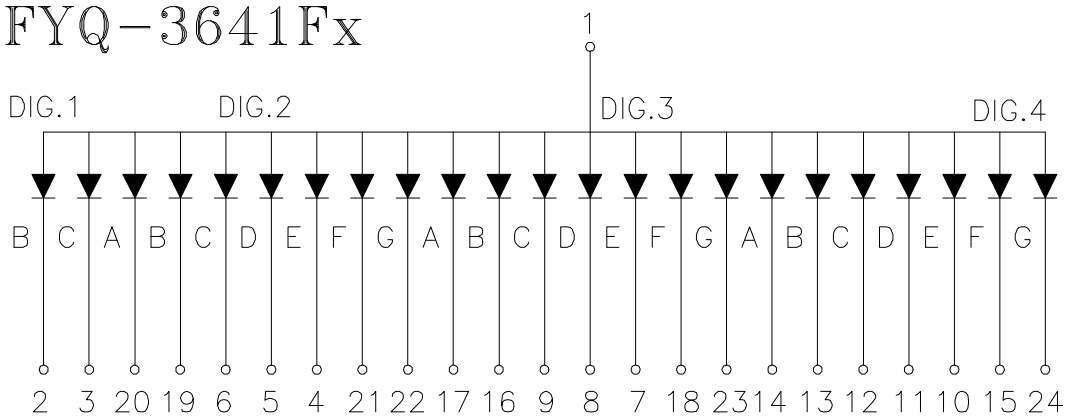 FYQ-3641Fx
1
DIG.1 DIG.2 DIG.3 DIG.4
B C A B C D E F G A B C D E F G A B C D E F G
2 3 20 19 6 5 4 21 22 17 16 9 8 7 18 23 14 13 12 11 10 15 24